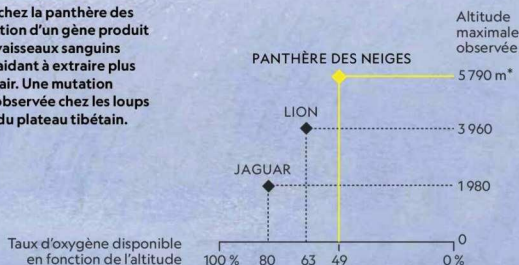 chez la panthère des
tion d'un gène produit
vaisseaux sanguins
aidant à extraire plus
air. Une mutation
observée chez les loups
du plateau tibétain.
Altitude
maximale
observée
PANTHÈRE DES NEIGES
5 790 m*
LION
3 960
JAGUAR
1 980
0
Taux d'oxygène disponible
en fonction de l'altitude
100 % 80 63 49 0 %